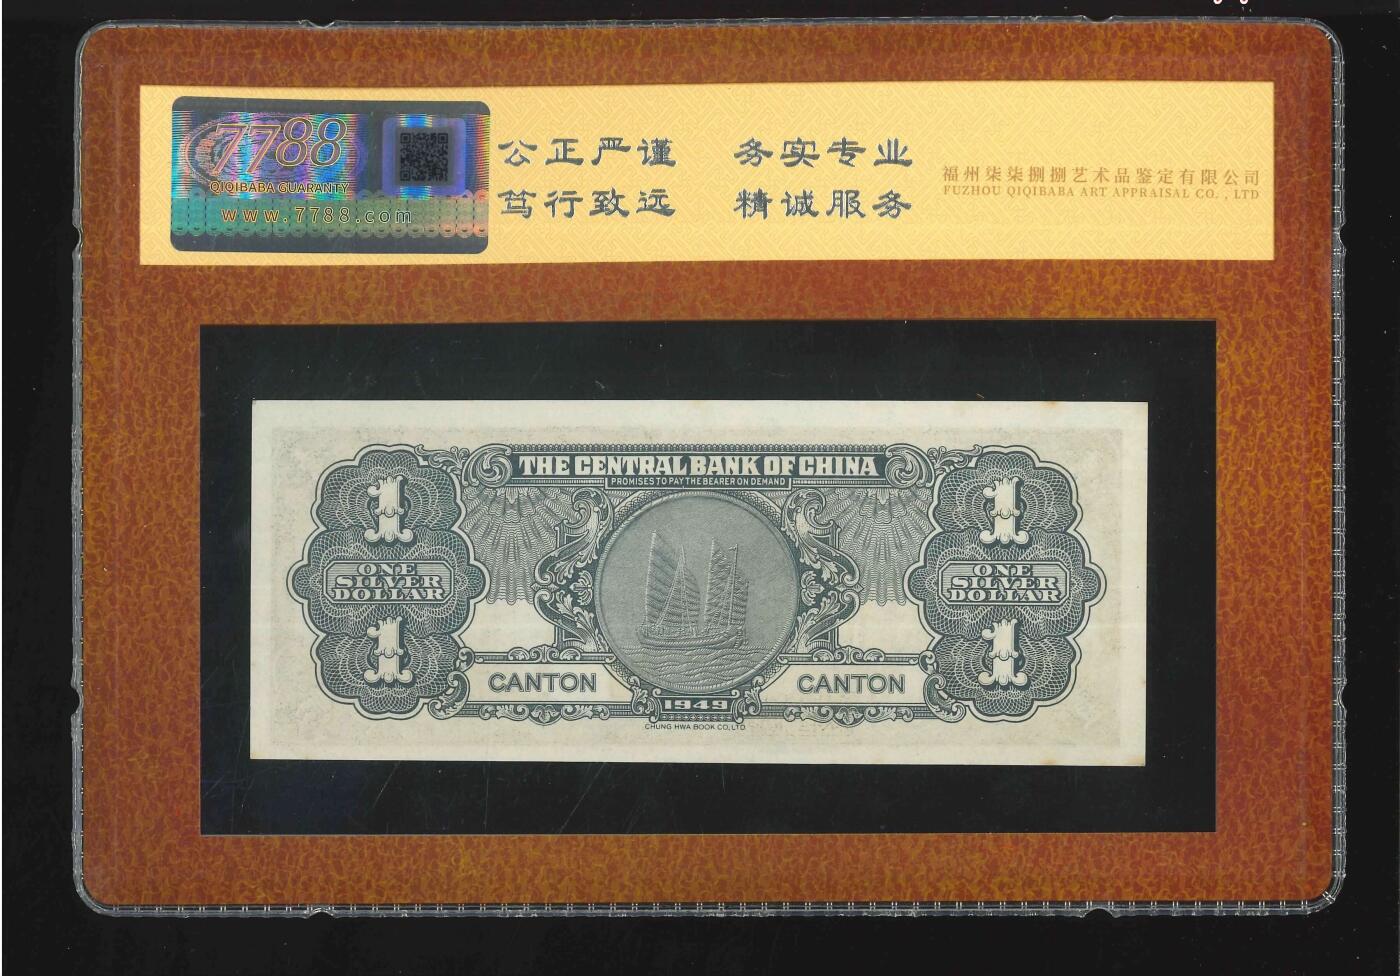 7788
QIQIBABA GUARANTY
www.7788.com
公正严谨 务实专业
笃行致远 精诚服务
福州柒柒捌捌艺术品鉴定有限公司
FUZHOU QIQIBABA ART APPRAISAL CO. , LTD
THE CENTRAL BANK OF CHINA
PROMISES TO PAY THE BEARER ON DEMAND
1
1
ONE
SILVER
DOLLAR
ONE
SILVER
DOLLAR
1
1
CANTON
CANTON
1949
CHUNG HWA BOOK CO, LTD.